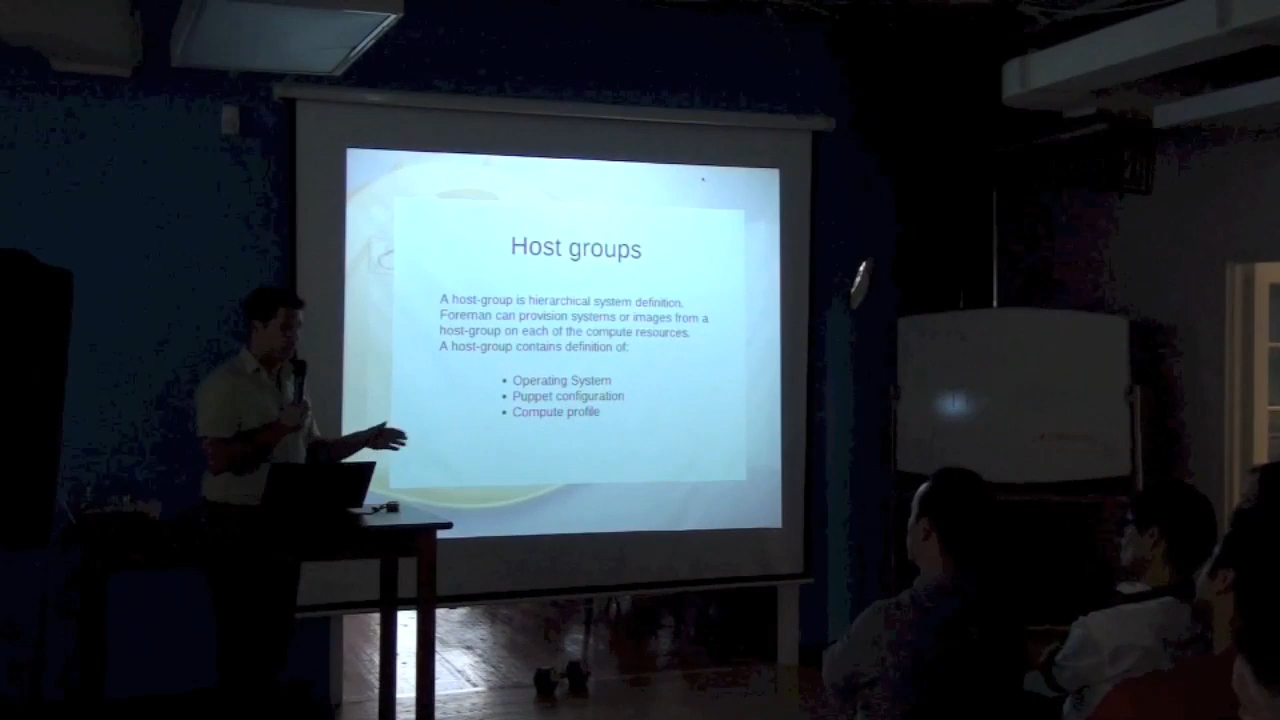 Host groups
A host-group is hierarchical system definition.
Foreman can provision systems or images from a
host-group on each of the compute resources.
A host-group contains definition of:
• Operating System
• Puppet configuration
• Compute profile